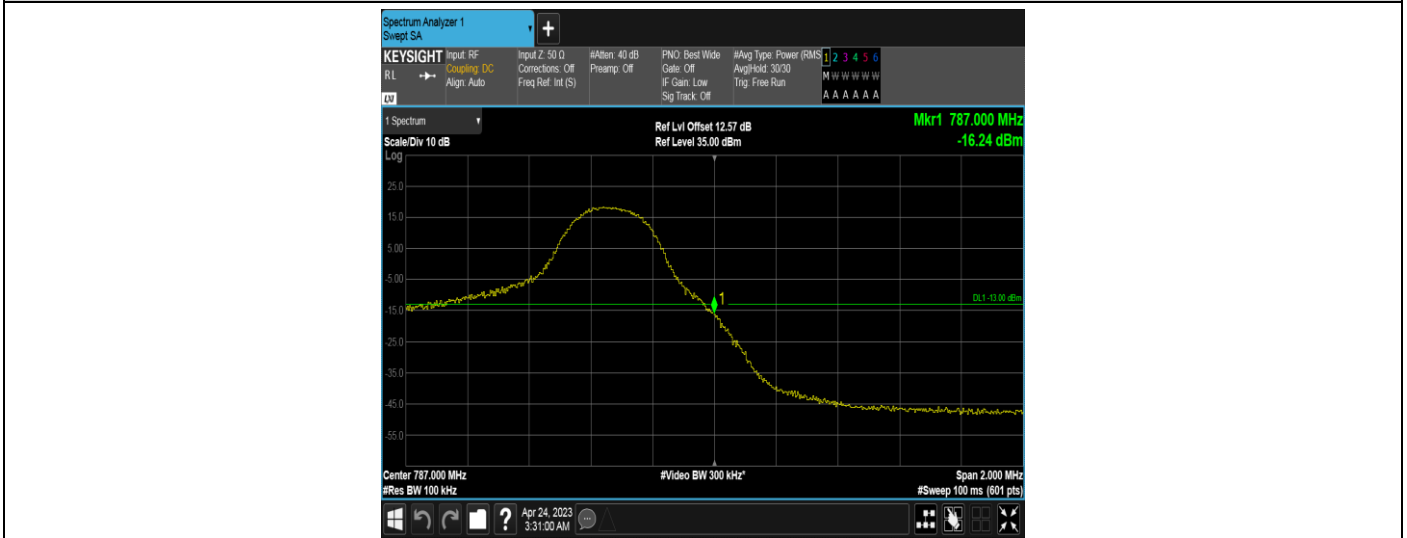 Spectrum Analyzer 1
Swept SA
+
KEYSIGHT
RL
LXI
Input: RF
Coupling: DC
Align: Auto
Input Z: 50 Ω
Corrections: Off
Freq Ref: Int (S)
#Atten: 40 dB
Preamp: Off
PNO: Best Wide
Gate: Off
IF Gain: Low
Sig Track: Off
#Avg Type: Power (RMS
Avg|Hold: 30/30
Trig: Free Run
1 2 3 4 5 6
M W W W W W
A A A A A A
1 Spectrum
Scale/Div 10 dB
Log
Ref Lvl Offset 12.57 dB
Ref Level 35.00 dBm
Mkr1 787.000 MHz
-16.24 dBm
25.0
15.0
5.00
-5.00
-15.0
-25.0
-35.0
-45.0
-55.0
1
DL1 -13.00 dBm
Center 787.000 MHz
#Res BW 100 kHz
#Video BW 300 kHz*
Span 2.000 MHz
#Sweep 100 ms (601 pts)
?
Apr 24, 2023
3:31:00 AM